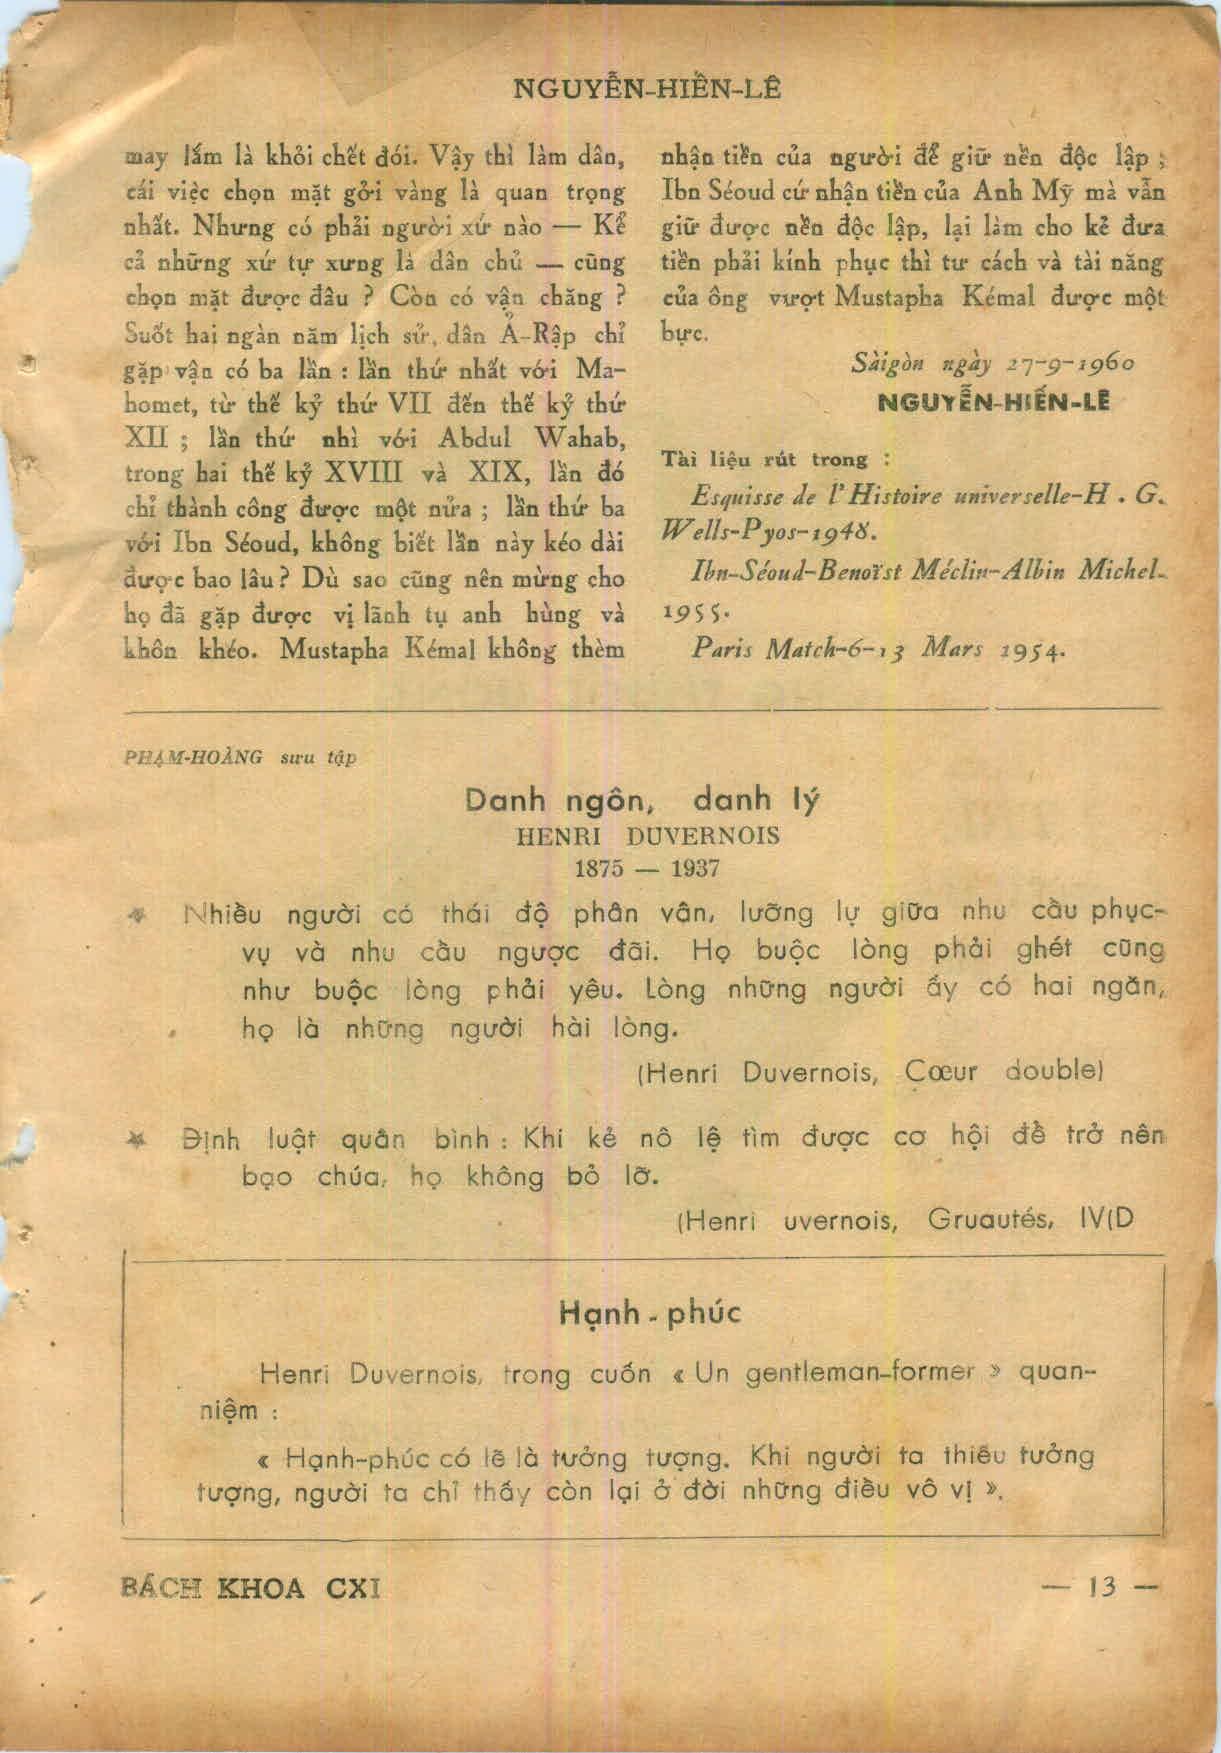 NGUYỄN-HIỀN-LÊ
may lắm là khỏi chết đói. Vậy thì làm dân,
cái việc chọn mặt gởi vàng là quan trọng
nhất. Nhưng có phải người xứ nào — Kể
cả những xứ tự xưng là dân chủ — cũng
chọn mặt được đâu ? Còn có vận chăng ?
Suốt hai ngàn năm lịch sử, dân Ả-Rập chỉ
gặp vận có ba lần : lần thứ nhất với Ma-
homet, từ thế kỷ thứ VII đến thế kỷ thứ
XII ; lần thứ nhì với Abdul Wahab,
trong hai thế kỷ XVIII và XIX, lần đó
chỉ thành công được một nửa ; lần thứ ba
với Ibn Séoud, không biết lần này kéo dài
được bao lâu ? Dù sao cũng nên mừng cho
họ đã gặp được vị lãnh tụ anh hùng và
khôn khéo. Mustapha Kémal không thèm
nhận tiền của người để giữ nền độc lập ;
Ibn Séoud cứ nhận tiền của Anh Mỹ mà vẫn
giữ được nền độc lập, lại làm cho kẻ đưa
tiền phải kính phục thì tư cách và tài năng
của ông vượt Mustapha Kémal được một
bực.
Sàigòn ngày 27-9-1960
NGUYỄN-HIẾN-LÊ
Tài liệu rút trong :
Esquisse de l'Histoire universelle-H . G.
Wells-Pyos-1948.
Ibn-Séoud-Benoïst Méclin-Albin Michel-
1955.
Paris Match-6-13 Mars 1954.
PHẠM-HOÀNG sưu tập
Danh ngôn, danh lý
HENRI DUVERNOIS
1875 — 1937
* Nhiều người có thái độ phân vân, lưỡng lự giữa nhu cầu phục-
vụ và nhu cầu ngược đãi. Họ buộc lòng phải ghét cũng
như buộc lòng phải yêu. Lòng những người ấy có hai ngăn,
họ là những người hài lòng.
(Henri Duvernois, Cœur double)
* Định luật quân bình : Khi kẻ nô lệ tìm được cơ hội đề trở nên
bạo chúa, họ không bỏ lỡ.
(Henri uvernois, Gruautés, IV(D
Hạnh - phúc
Henri Duvernois, trong cuốn « Un gentleman-former » quan-
niệm :
« Hạnh-phúc có lẽ là tưởng tượng. Khi người ta thiếu tưởng
tượng, người ta chỉ thấy còn lại ở đời những điều vô vị ».
BÁCH KHOA CXI
— 13 —